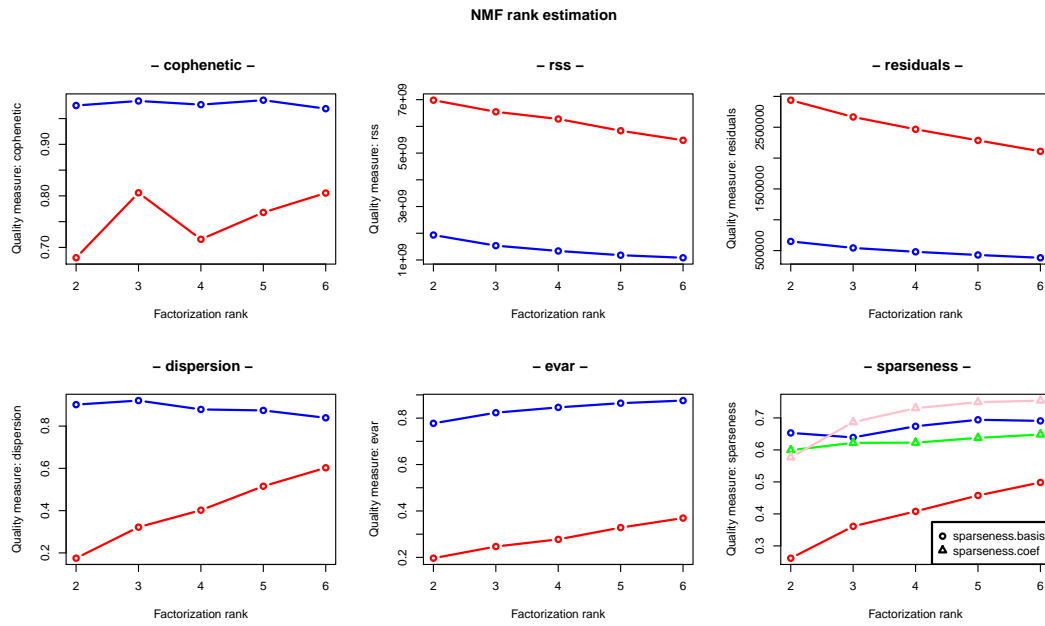 NMF rank estimation
– cophenetic –
Quality measure: cophenetic
0.70
0.80
0.90
2 3 4 5 6
Factorization rank
– rss –
Quality measure: rss
1e+09
3e+09
5e+09
7e+09
2 3 4 5 6
Factorization rank
– residuals –
Quality measure: residuals
500000
1500000
2500000
2 3 4 5 6
Factorization rank
– dispersion –
Quality measure: dispersion
0.2
0.4
0.6
0.8
2 3 4 5 6
Factorization rank
– evar –
Quality measure: evar
0.2
0.4
0.6
0.8
2 3 4 5 6
Factorization rank
– sparseness –
Quality measure: sparseness
0.3
0.4
0.5
0.6
0.7
sparseness.basis
sparseness.coef
2 3 4 5 6
Factorization rank